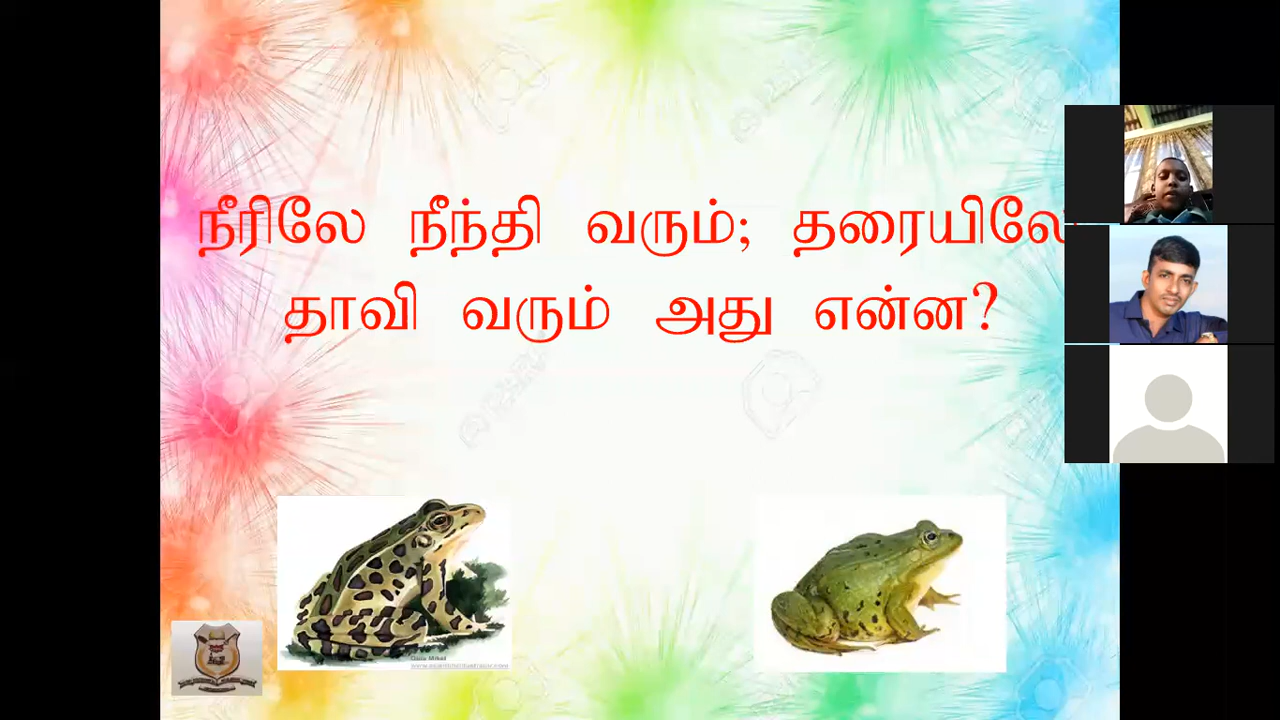 நீரிலே நீந்தி வரும்; தரையிலே
தாவி வரும் அது என்ன?